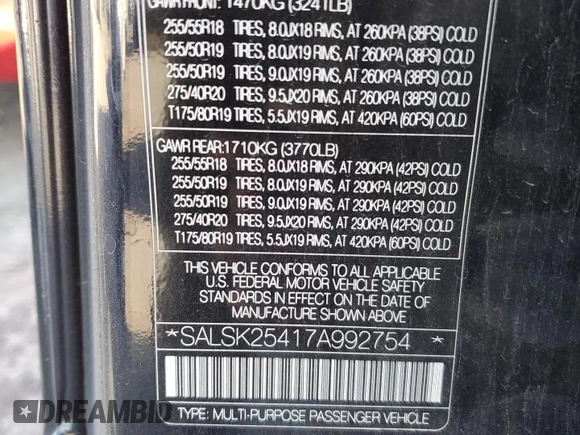 GAWR FRONT: 1470KG (3241LB)
255/55R18 TIRES, 8.0JX18 RIMS, AT 260KPA (38PSI) COLD
255/50R19 TIRES, 8.0JX19 RIMS, AT 260KPA (38PSI) COLD
255/50R19 TIRES, 9.0JX19 RIMS, AT 260KPA (38PSI) COLD
275/40R20 TIRES, 9.5JX20 RIMS, AT 260KPA (38PSI) COLD
T175/80R19 TIRES, 5.5JX19 RIMS, AT 420KPA (60PSI) COLD
GAWR REAR:1710KG (3770LB)
255/55R18 TIRES, 8.0JX18 RIMS, AT 290KPA (42PSI) COLD
255/50R19 TIRES, 8.0JX19 RIMS, AT 290KPA (42PSI) COLD
255/50R19 TIRES, 9.0JX19 RIMS, AT 290KPA (42PSI) COLD
275/40R20 TIRES, 9.5JX20 RIMS, AT 290KPA (42PSI) COLD
T175/80R19 TIRES, 5.5JX19 RIMS, AT 420KPA (60PSI) COLD
THIS VEHICLE CONFORMS TO ALL APPLICABLE
U.S. FEDERAL MOTOR VEHICLE SAFETY
STANDARDS IN EFFECT ON THE DATE OF
MANUFACTURE SHOWN ABOVE
*SALSK25417A992754*
TYPE: MULTI-PURPOSE PASSENGER VEHICLE
DREAMBID